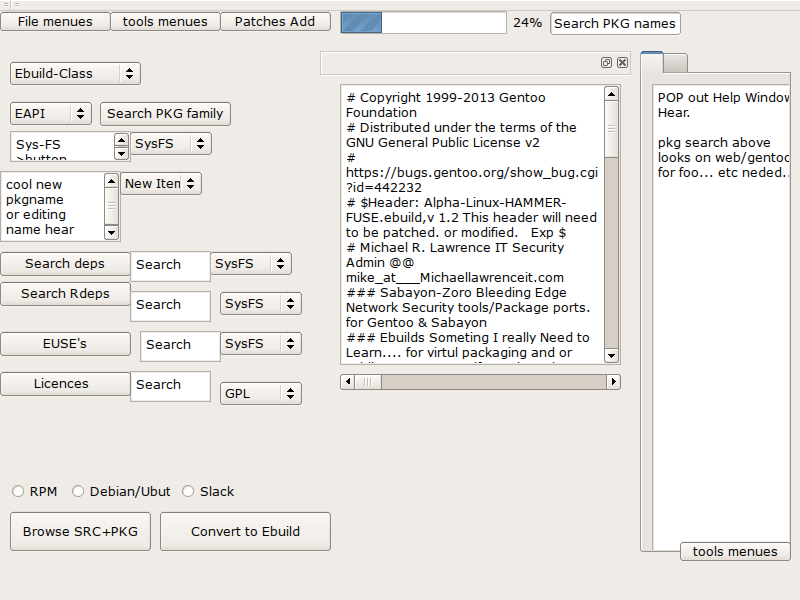 File menues
tools menues
Patches Add
24%
Search PKG names
Ebuild-Class
EAPI
Search PKG family
Sys-FS
>button
SysFS
cool new
pkgname
or editing
name hear
New Iten
Search deps
Search
SysFS
Search Rdeps
Search
SysFS
EUSE's
Search
SysFS
Licences
Search
GPL
RPM
Debian/Ubut
Slack
Browse SRC+PKG
Convert to Ebuild
# Copyright 1999-2013 Gentoo
Foundation
# Distributed under the terms of the
GNU General Public License v2
#
https://bugs.gentoo.org/show_bug.cgi
?id=442232
# $Header: Alpha-Linux-HAMMER-
FUSE.ebuild,v 1.2 This header will need
to be patched. or modified.   Exp $
# Michael R. Lawrence IT Security
Admin @@
mike_at____Michaellawrenceit.com
### Sabayon-Zoro Bleeding Edge
Network Security tools/Package ports.
for Gentoo & Sabayon
### Ebuilds Someting I really Need to
Learn.... for virtul packaging and or
POP out Help Window
Hear.
pkg search above
looks on web/gentoo
for foo... etc neded..
tools menues